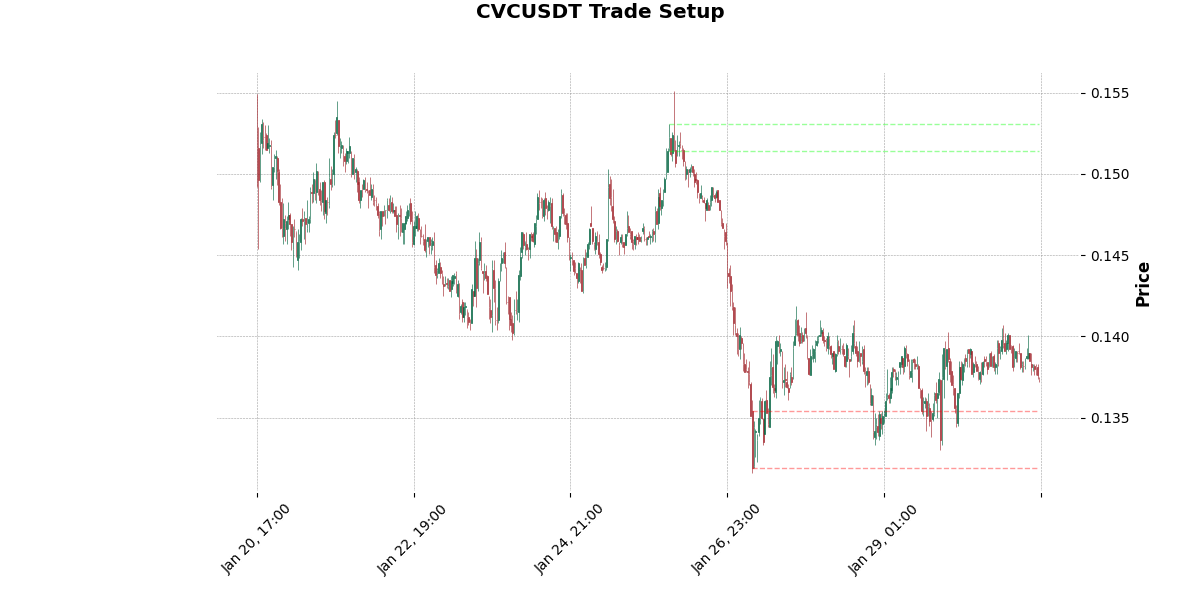 CVCUSDT Trade Setup
0.155
0.150
0.145
0.140
0.135
Price
Jan 20, 17:00
Jan 22, 19:00
Jan 24, 21:00
Jan 26, 23:00
Jan 29, 01:00